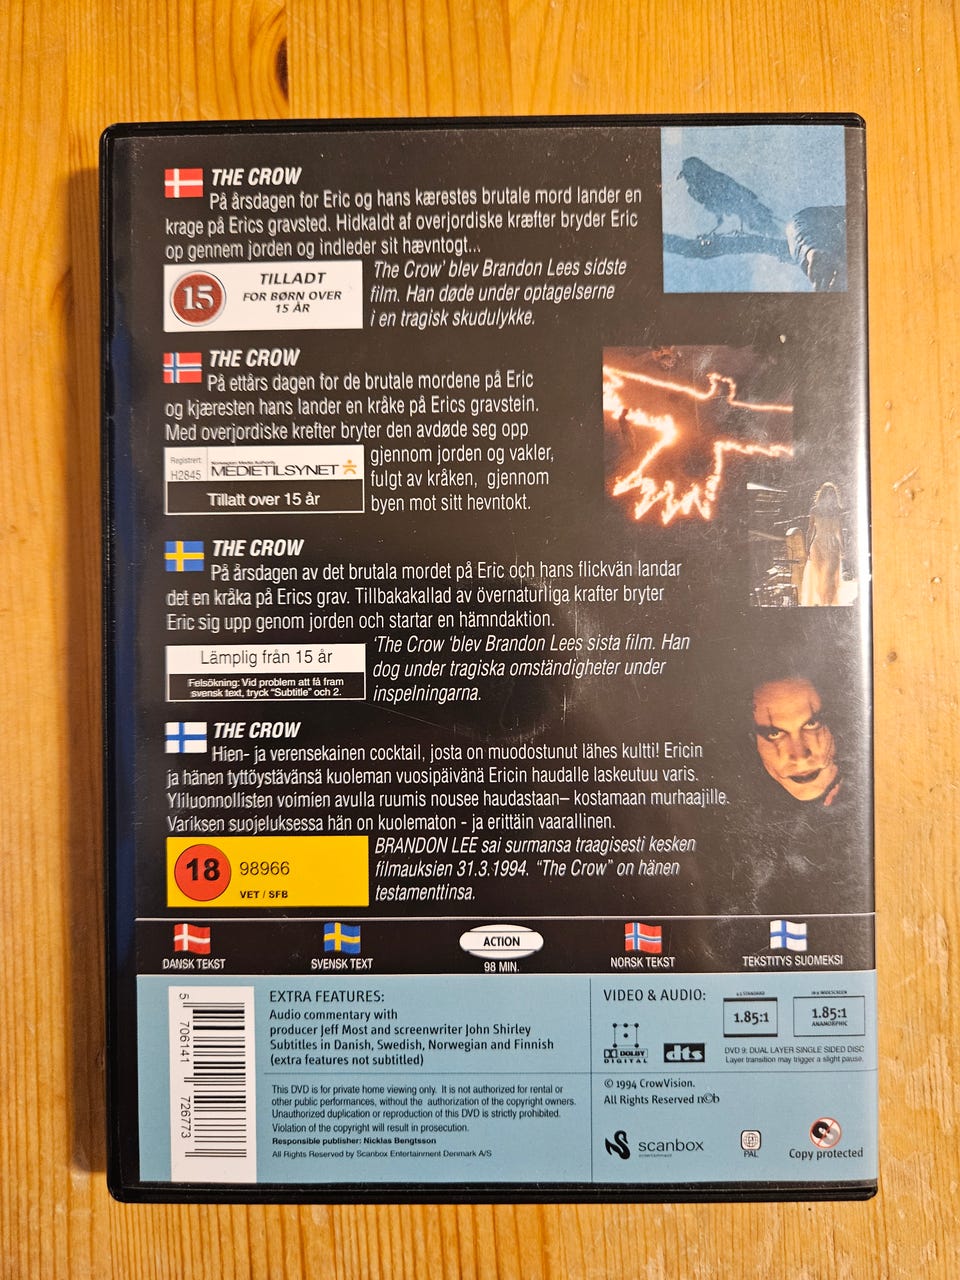 THE CROW
På årsdagen for Eric og hans kærestes brutale mord lander en
krage på Erics gravsted. Hidkaldt af overjordiske kræfter bryder Eric
op gennem jorden og indleder sit hævntogt...
15
TILLADT
FOR BØRN OVER
15 ÅR
'The Crow' blev Brandon Lees sidste
film. Han døde under optagelserne
i en tragisk skudulykke.
THE CROW
På ettårs dagen for de brutale mordene på Eric
og kjæresten hans lander en kråke på Erics gravstein.
Med overjordiske krefter bryter den avdøde seg opp
gjennom jorden og vakler,
fulgt av kråken, gjennom
byen mot sitt hevntokt.
Registrert
H2845
Norwegian Media Authority
MEDIETILSYNET
Tillatt over 15 år
THE CROW
På årsdagen av det brutala mordet på Eric och hans flickvän landar
det en kråka på Erics grav. Tillbakakallad av övernaturliga krafter bryter
Eric sig upp genom jorden och startar en hämndaktion.
Lämplig från 15 år
Felsökning: Vid problem att få fram
svensk text, tryck "Subtitle" och 2.
'The Crow 'blev Brandon Lees sista film. Han
dog under tragiska omständigheter under
inspelningarna.
THE CROW
Hien- ja verensekainen cocktail, josta on muodostunut lähes kultti! Ericin
ja hänen tyttöystävänsä kuoleman vuosipäivänä Ericin haudalle laskeutuu varis.
Yliluonnollisten voimien avulla ruumis nousee haudastaan– kostamaan murhaajille.
Variksen suojeluksessa hän on kuolematon - ja erittäin vaarallinen.
18
98966
VET / SFB
BRANDON LEE sai surmansa traagisesti kesken
filmauksien 31.3.1994. "The Crow" on hänen
testamenttinsa.
DANSK TEKST
SVENSK TEXT
ACTION
98 MIN.
NORSK TEKST
TEKSTITYS SUOMEKSI
5 706141 726773
EXTRA FEATURES:
Audio commentary with
producer Jeff Most and screenwriter John Shirley
Subtitles in Danish, Swedish, Norwegian and Finnish
(extra features not subtitled)
This DVD is for private home viewing only. It is not authorized for rental or
other public performances, without the authorization of the copyright owners.
Unauthorized duplication or reproduction of this DVD is strictly prohibited.
Violation of the copyright will result in prosecution.
Responsible publisher: Nicklas Bengtsson
All Rights Reserved by Scanbox Entertainment Denmark A/S
VIDEO & AUDIO:
DOLBY
DIGITAL
dts
4:3 STANDARD
1.85:1
16:9 WIDESCREEN
1.85:1
ANAMORPHIC
DVD 9: DUAL LAYER SINGLE SIDED DISC
Layer transition may trigger a slight pause.
© 1994 CrowVision.
All Rights Reserved n©b
scanbox
entertainment
PAL
Copy protected